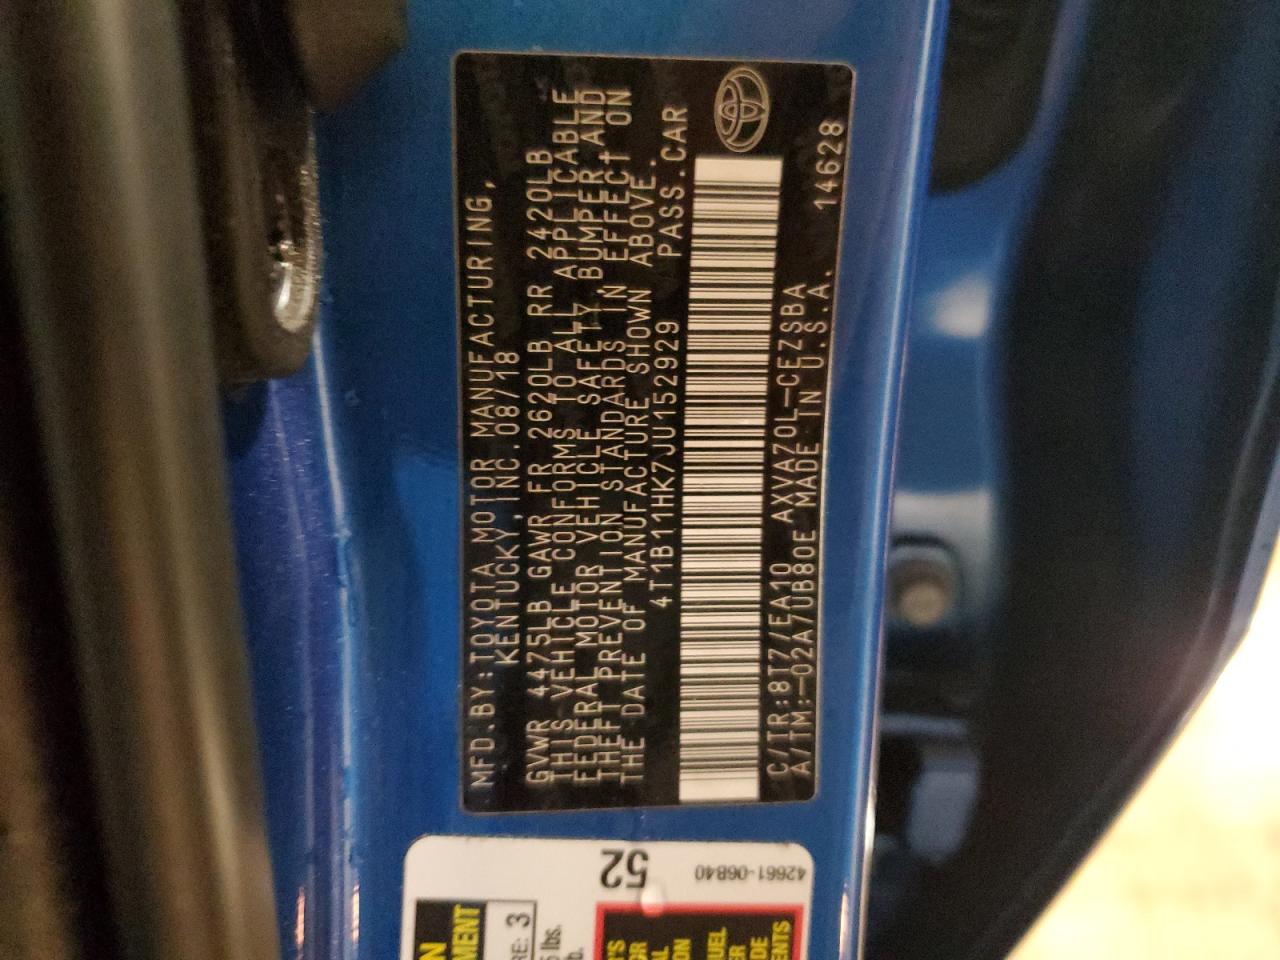 MFD.BY:TOYOTA MOTOR MANUFACTURING,
KENTUCKY, INC.08/18
GVWR 4475LB GAWR FR 2620LB RR 2420LB
THIS VEHICLE CONFORMS TO ALL APPLICABLE
FEDERAL MOTOR VEHICLE SAFETY, BUMPER, AND
THEFT PREVENTION STANDARDS IN EFFECT ON
THE DATE OF MANUFACTURE SHOWN ABOVE.
4T1B11HK7JU152929 PASS.CAR
C/TR:8T7/EA10 AXVA70L-CEZSBA
A/TM:-02A/UB80E MADE IN U.S.A. 14628
52
42661-06B40
3
lbs.